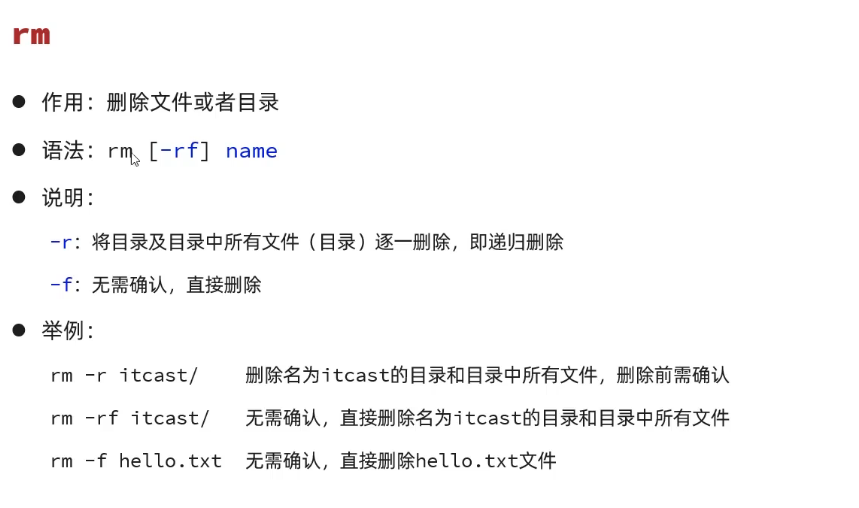 rm
作用：删除文件或者目录
语法：rm [-rf] name
说明：
-r：将目录及目录中所有文件（目录）逐一删除，即递归删除
-f：无需确认，直接删除
举例：
rm -r itcast/ 删除名为itcast的目录和目录中所有文件，删除前需确认
rm -rf itcast/ 无需确认，直接删除名为itcast的目录和目录中所有文件
rm -f hello.txt 无需确认，直接删除hello.txt文件